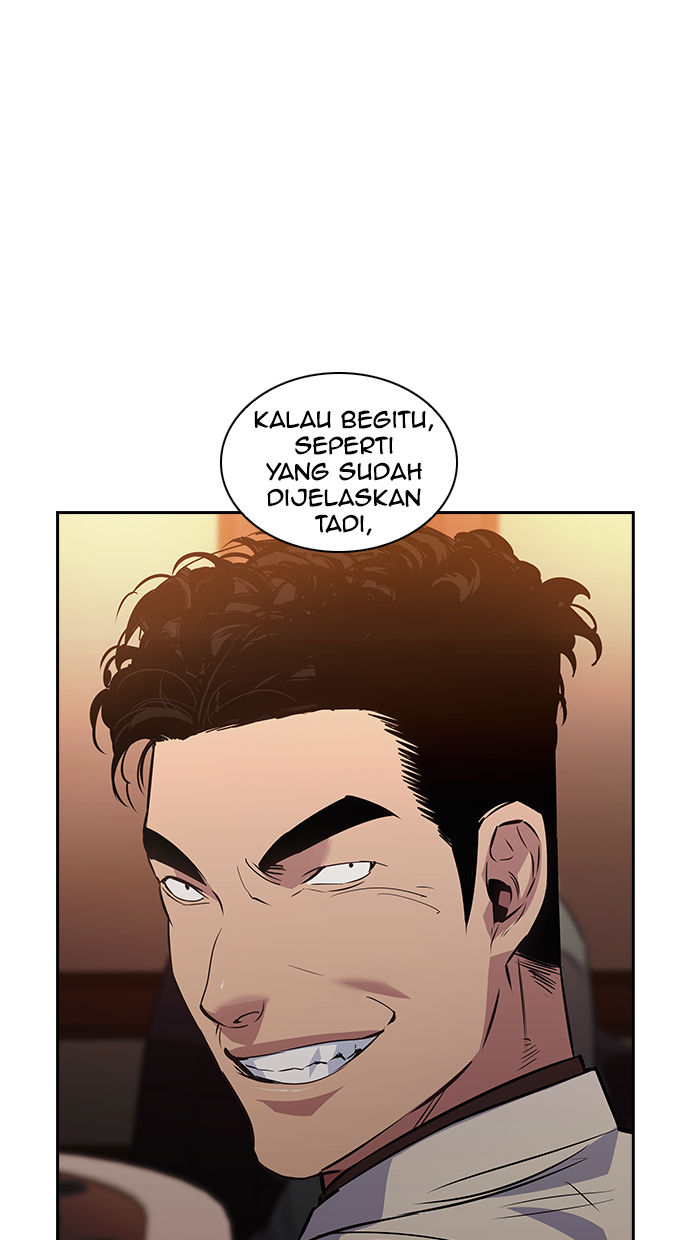 KALAU BEGITU,
SEPERTI
YANG SUDAH
DIJELASKAN
TADI,